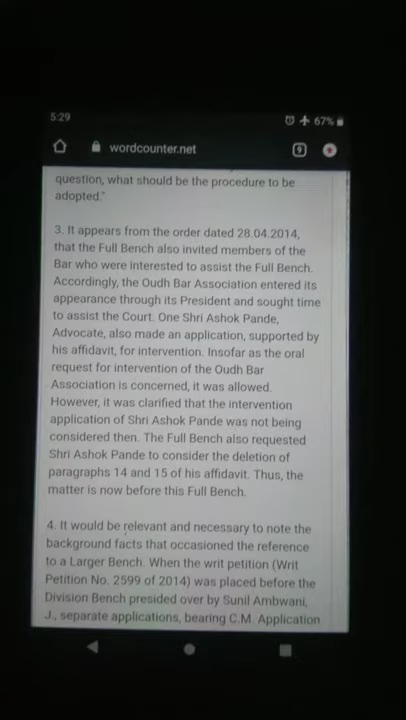 5:29
67%
wordcounter.net
9
question, what should be the procedure to be
adopted."
3. It appears from the order dated 28.04.2014,
that the Full Bench also invited members of the
Bar who were interested to assist the Full Bench.
Accordingly, the Oudh Bar Association entered its
appearance through its President and sought time
to assist the Court. One Shri Ashok Pande,
Advocate, also made an application, supported by
his affidavit, for intervention. Insofar as the oral
request for intervention of the Oudh Bar
Association is concerned, it was allowed.
However, it was clarified that the intervention
application of Shri Ashok Pande was not being
considered then. The Full Bench also requested
Shri Ashok Pande to consider the deletion of
paragraphs 14 and 15 of his affidavit. Thus, the
matter is now before this Full Bench.
4. It would be relevant and necessary to note the
background facts that occasioned the reference
to a Larger Bench. When the writ petition (Writ
Petition No. 2599 of 2014) was placed before the
Division Bench presided over by Sunil Ambwani,
J., separate applications, bearing C.M. Application